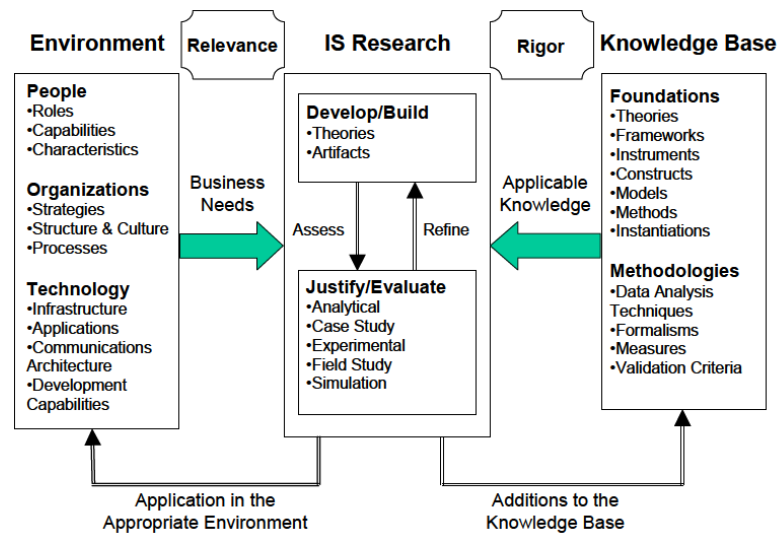 Environment
Relevance
IS Research
Rigor
Knowledge Base
People
•Roles
•Capabilities
•Characteristics
Organizations
•Strategies
•Structure & Culture
•Processes
Technology
•Infrastructure
•Applications
•Communications
Architecture
•Development
Capabilities
Business
Needs
Develop/Build
•Theories
•Artifacts
Assess
Refine
Justify/Evaluate
•Analytical
•Case Study
•Experimental
•Field Study
•Simulation
Applicable
Knowledge
Foundations
•Theories
•Frameworks
•Instruments
•Constructs
•Models
•Methods
•Instantiations
Methodologies
•Data Analysis
Techniques
•Formalisms
•Measures
•Validation Criteria
Application in the
Appropriate Environment
Additions to the
Knowledge Base